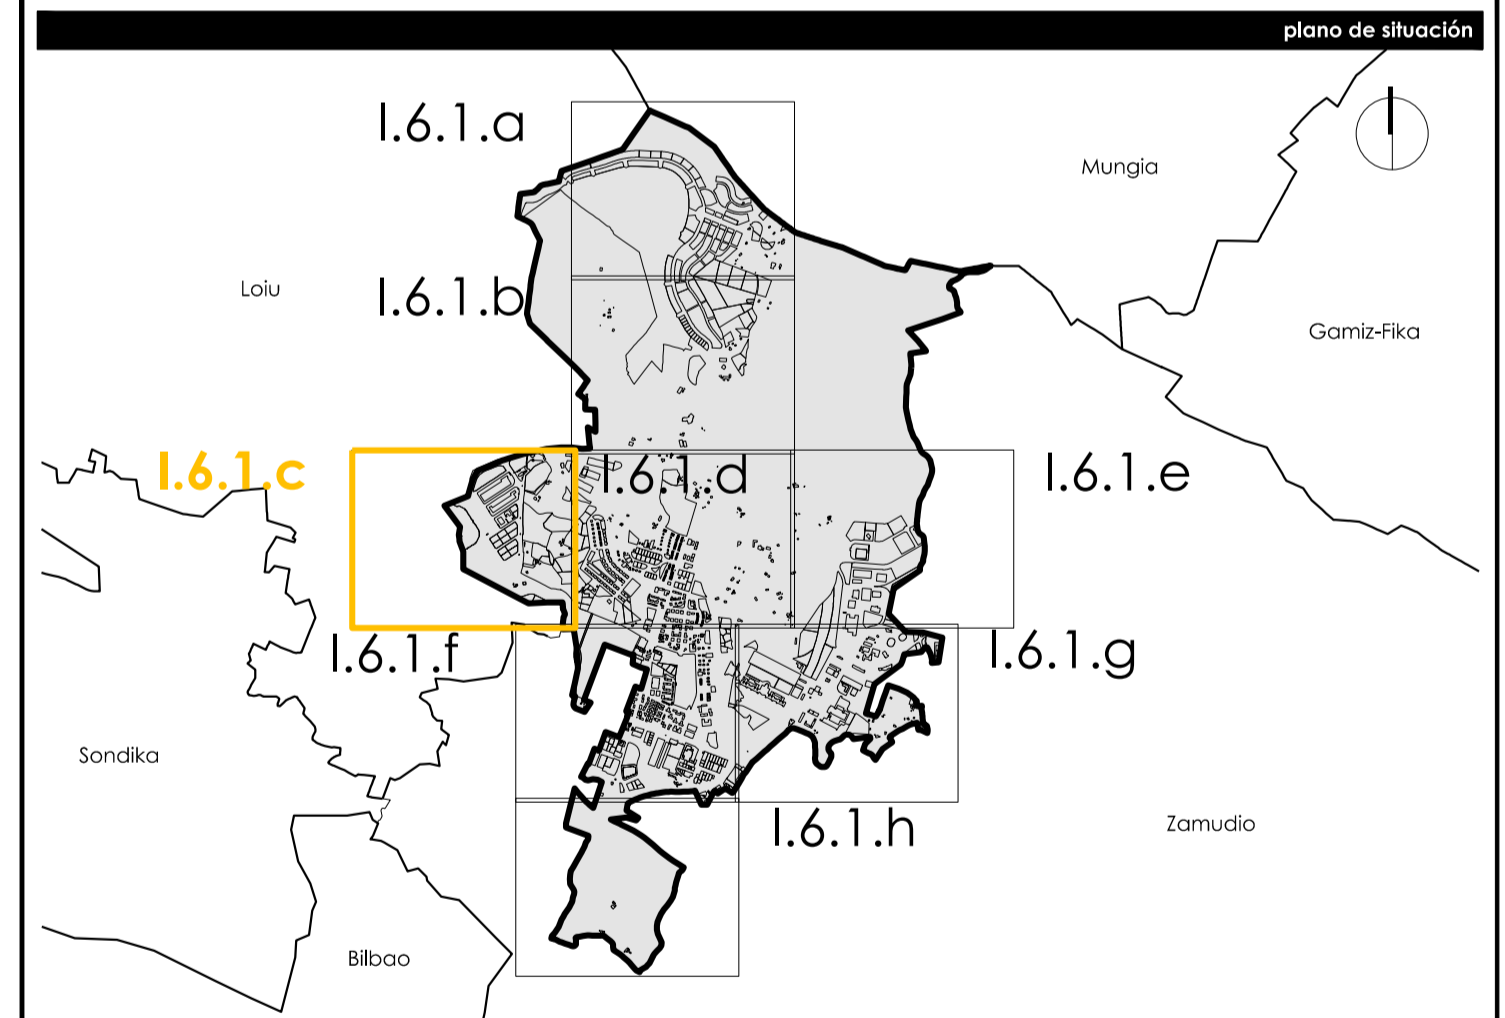 plano de situación
I.6.1.a
Mungia
Loiu
I.6.1.b
Gamiz-Fika
I.6.1.c
I.6.1.d
I.6.1.e
I.6.1.f
I.6.1.g
Sondika
I.6.1.h
Zamudio
Bilbao